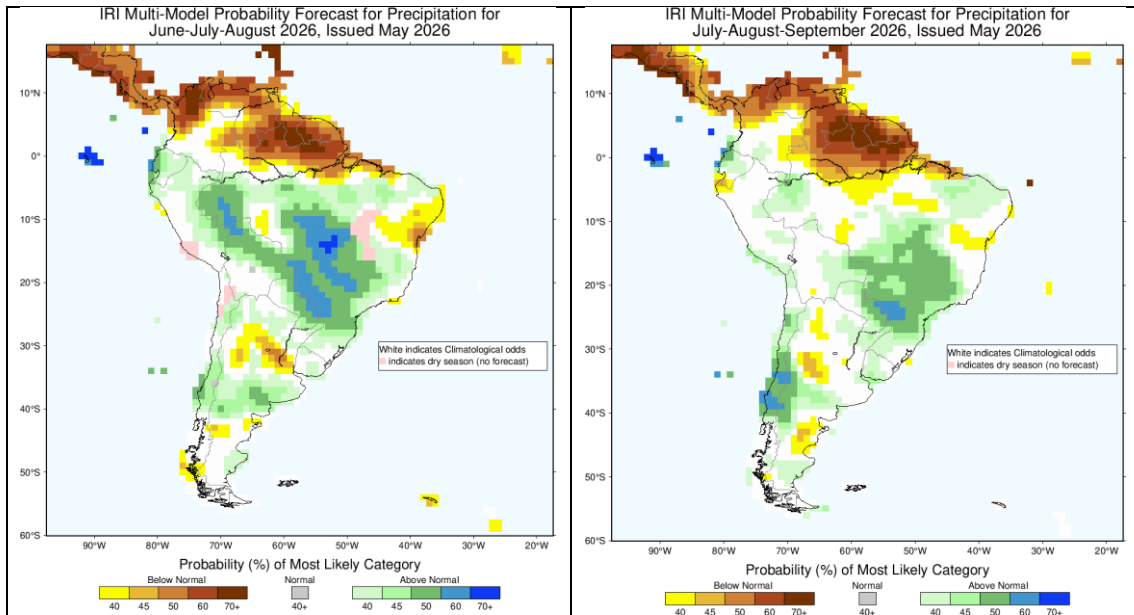 IRI Multi-Model Probability Forecast for Precipitation for
June-July-August 2026, Issued May 2026
10°N
0°
10°S
20°S
30°S
40°S
50°S
60°S
White indicates Climatological odds
indicates dry season (no forecast)
90°W 80°W 70°W 60°W 50°W 40°W 30°W 20°W
Probability (%) of Most Likely Category
Below Normal Normal Above Normal
40 45 50 60 70+ 40+ 40 45 50 60 70+
IRI Multi-Model Probability Forecast for Precipitation for
July-August-September 2026, Issued May 2026
10°N
0°
10°S
20°S
30°S
40°S
50°S
60°S
White indicates Climatological odds
indicates dry season (no forecast)
90°W 80°W 70°W 60°W 50°W 40°W 30°W 20°W
Probability (%) of Most Likely Category
Below Normal Normal Above Normal
40 45 50 60 70+ 40+ 40 45 50 60 70+